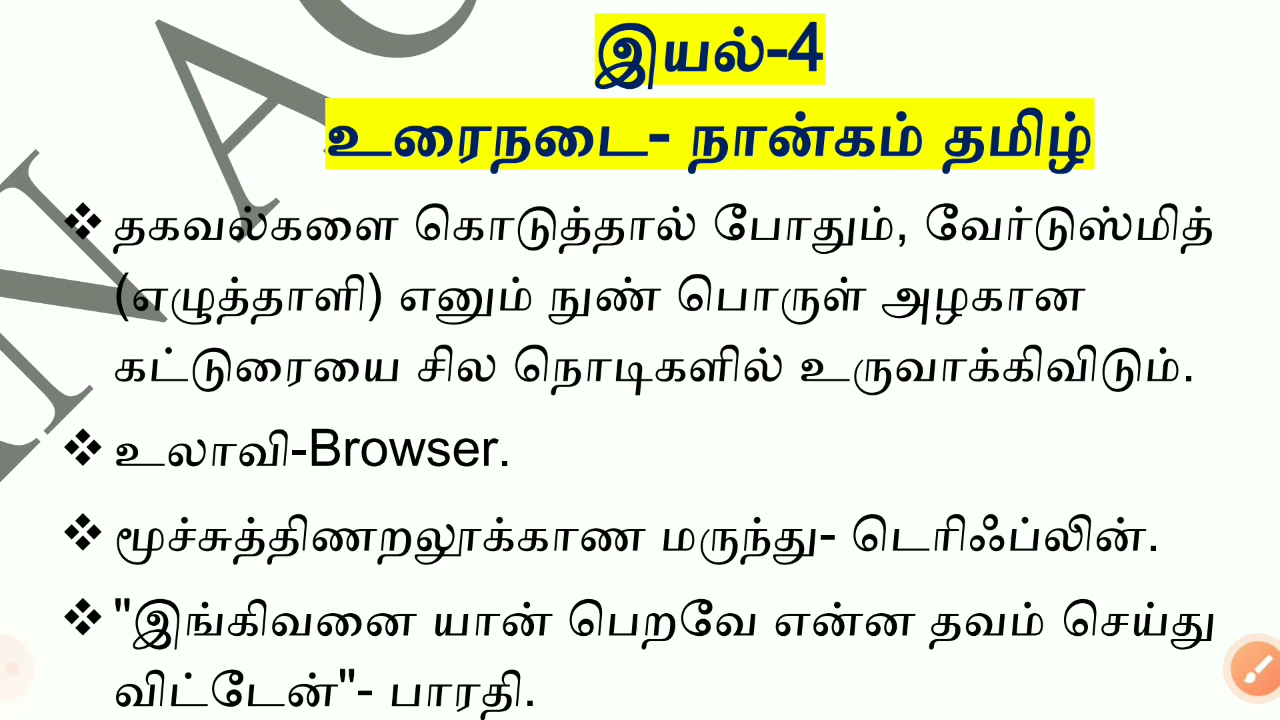 இயல்-4
உரைநடை- நான்கம் தமிழ்
❖ தகவல்களை கொடுத்தால் போதும், வேர்டுஸ்மித்
(எழுத்தாளி) எனும் நுண் பொருள் அழகான
கட்டுரையை சில நொடிகளில் உருவாக்கிவிடும்.
❖ உலாவி-Browser.
❖ மூச்சுத்திணறலூக்காண மருந்து- டெரிஃப்லின்.
❖ "இங்கிவனை யான் பெறவே என்ன தவம் செய்து
விட்டேன்"- பாரதி.